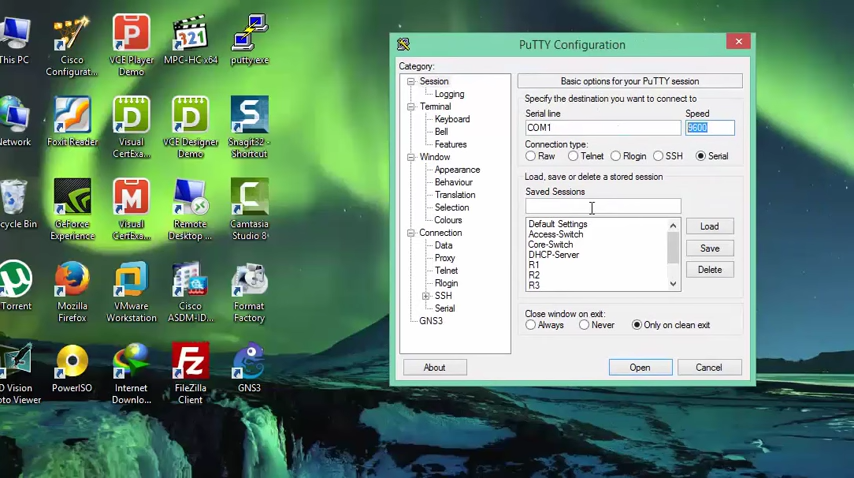 This PC
Cisco Configurat...
VCE Player Demo
MPC-HC x64
putty.exe
Network
Foxit Reader
Visual CertExa...
VCE Designer Demo
Snagit32 - Shortcut
ecycle Bin
GeForce Experience
Visual CertExa...
Remote Desktop ...
Camtasia Studio 8
Torrent
Mozilla Firefox
VMware Workstation
Cisco ASDM-ID...
Format Factory
D Vision
oto Viewer
PowerISO
Internet Downlo...
FileZilla Client
GNS3
PuTTY Configuration
Category:
Session
Logging
Terminal
Keyboard
Bell
Features
Window
Appearance
Behaviour
Translation
Selection
Colours
Connection
Data
Proxy
Telnet
Rlogin
SSH
Serial
GNS3
Basic options for your PuTTY session
Specify the destination you want to connect to
Serial line Speed
COM1 9600
Connection type:
Raw Telnet Rlogin SSH Serial
Load, save or delete a stored session
Saved Sessions
Default Settings
Access-Switch
Core-Switch
DHCP-Server
R1
R2
R3
Load
Save
Delete
Close window on exit:
Always Never Only on clean exit
About Open Cancel